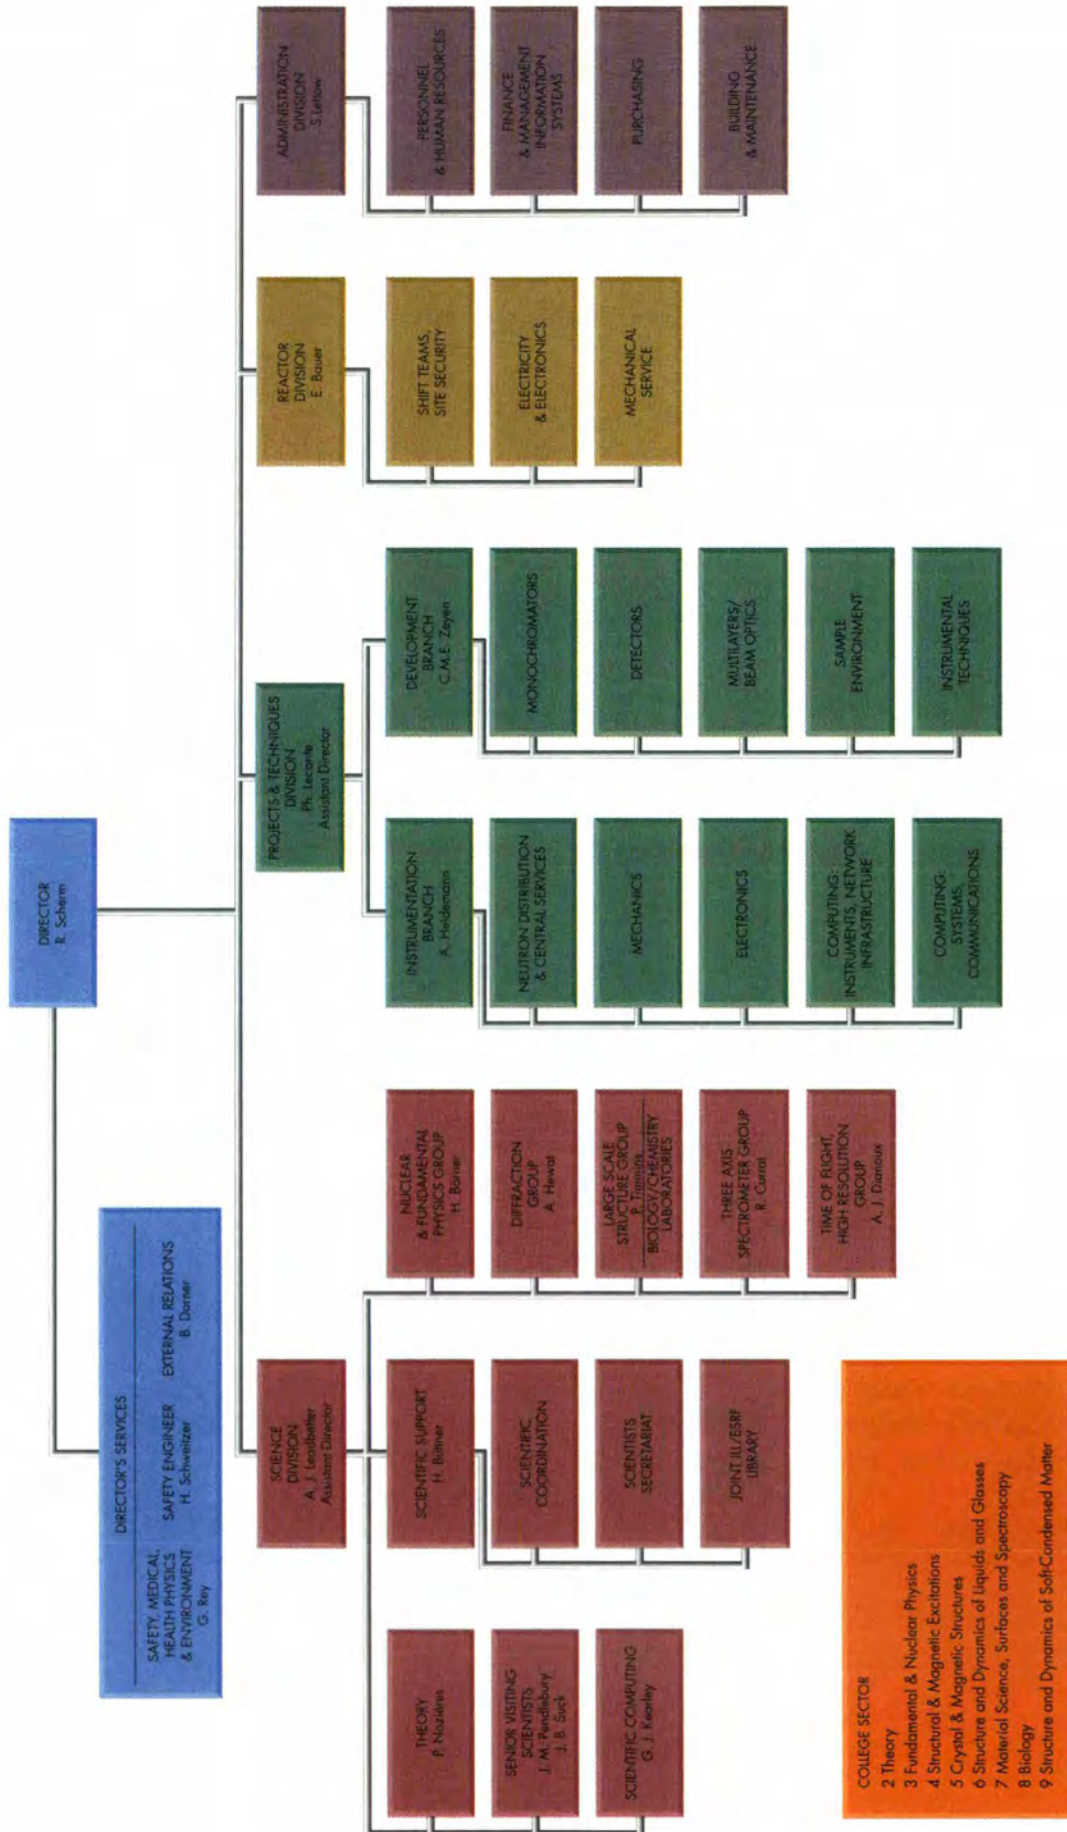 DIRECTOR
R. Scherm
DIRECTOR'S SERVICES
SAFETY, MEDICAL,
HEALTH PHYSICS
& ENVIRONMENT
G. Rey
SAFETY ENGINEER
H. Schweitzer
EXTERNAL RELATIONS
B. Dorner
SCIENCE
DIVISION
A. J. Leadbetter
Assistant Director
PROJECTS & TECHNIQUES
DIVISION
Ph. Leconte
Assistant Director
REACTOR
DIVISION
E. Bauer
ADMINISTRATION
DIVISION
S. Lettow
THEORY
P. Nozières
SENIOR VISITING
SCIENTISTS
J. M. Pendlebury
J. B. Suck
SCIENTIFIC COMPUTING
G. J. Kearley
SCIENTIFIC SUPPORT
H. Büttner
SCIENTIFIC
COORDINATION
SCIENTISTS
SECRETARIAT
JOINT ILL/ESRF
LIBRARY
NUCLEAR
& FUNDAMENTAL
PHYSICS GROUP
H. Börner
DIFFRACTION
GROUP
A. Hewat
LARGE SCALE
STRUCTURE GROUP
P. Timmins
BIOLOGY/CHEMISTRY
LABORATORIES
THREE AXIS
SPECTROMETER GROUP
R. Currat
TIME OF FLIGHT,
HIGH RESOLUTION
GROUP
A. J. Dianoux
INSTRUMENTATION
BRANCH
A. Heidemann
NEUTRON DISTRIBUTION
& CENTRAL SERVICES
MECHANICS
ELECTRONICS
COMPUTING:
INSTRUMENTS, NETWORK
INFRASTRUCTURE
COMPUTING:
SYSTEMS,
COMMUNICATIONS
DEVELOPMENT
BRANCH
C.M.E. Zeyen
MONOCHROMATORS
DETECTORS
MULTILAYERS/
BEAM OPTICS
SAMPLE
ENVIRONMENT
INSTRUMENTAL
TECHNIQUES
SHIFT TEAMS,
SITE SECURITY
ELECTRICITY
& ELECTRONICS
MECHANICAL
SERVICE
PERSONNEL
& HUMAN RESOURCES
FINANCE
& MANAGEMENT
INFORMATION
SYSTEMS
PURCHASING
BUILDING
& MAINTENANCE
COLLEGE SECTOR
2 Theory
3 Fundamental & Nuclear Physics
4 Structural & Magnetic Excitations
5 Crystal & Magnetic Structures
6 Structure and Dynamics of Liquids and Glasses
7 Material Science, Surfaces and Spectroscopy
8 Biology
9 Structure and Dynamics of Soft-Condensed Matter